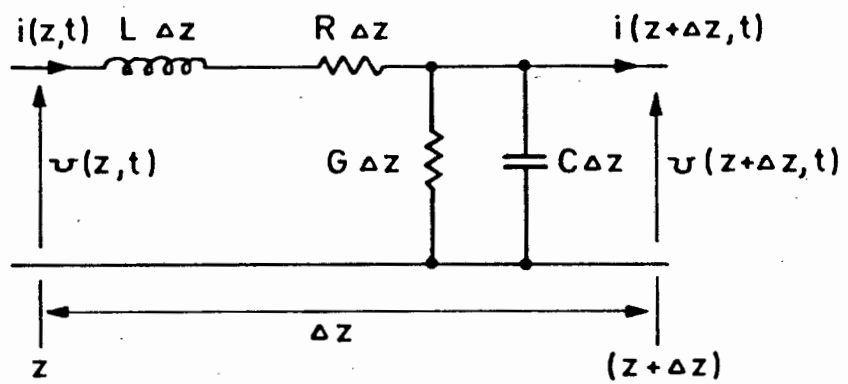 i(z,t) L Δz R Δz i(z+Δz,t)
υ(z,t) G Δz C Δz υ(z+Δz,t)
Δz
z (z+Δz)